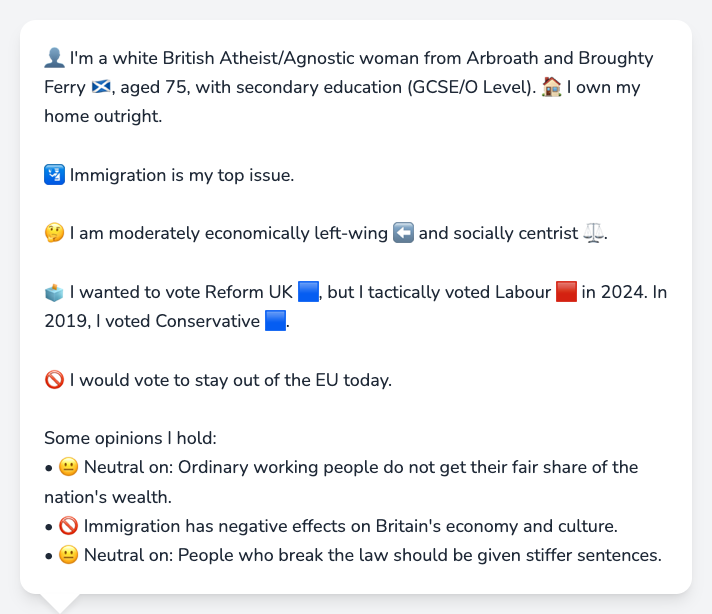 👤 I'm a white British Atheist/Agnostic woman from Arbroath and Broughty
Ferry 🏴󠁧󠁢󠁳󠁣󠁴󠁿, aged 75, with secondary education (GCSE/O Level). 🏠 I own my
home outright.
🛂 Immigration is my top issue.
🤔 I am moderately economically left-wing ⬅️ and socially centrist ⚖️.
🗳️ I wanted to vote Reform UK 🟦, but I tactically voted Labour 🟥 in 2024. In
2019, I voted Conservative 🟦.
🚫 I would vote to stay out of the EU today.
Some opinions I hold:
• 😐 Neutral on: Ordinary working people do not get their fair share of the
nation's wealth.
• 🚫 Immigration has negative effects on Britain's economy and culture.
• 😐 Neutral on: People who break the law should be given stiffer sentences.